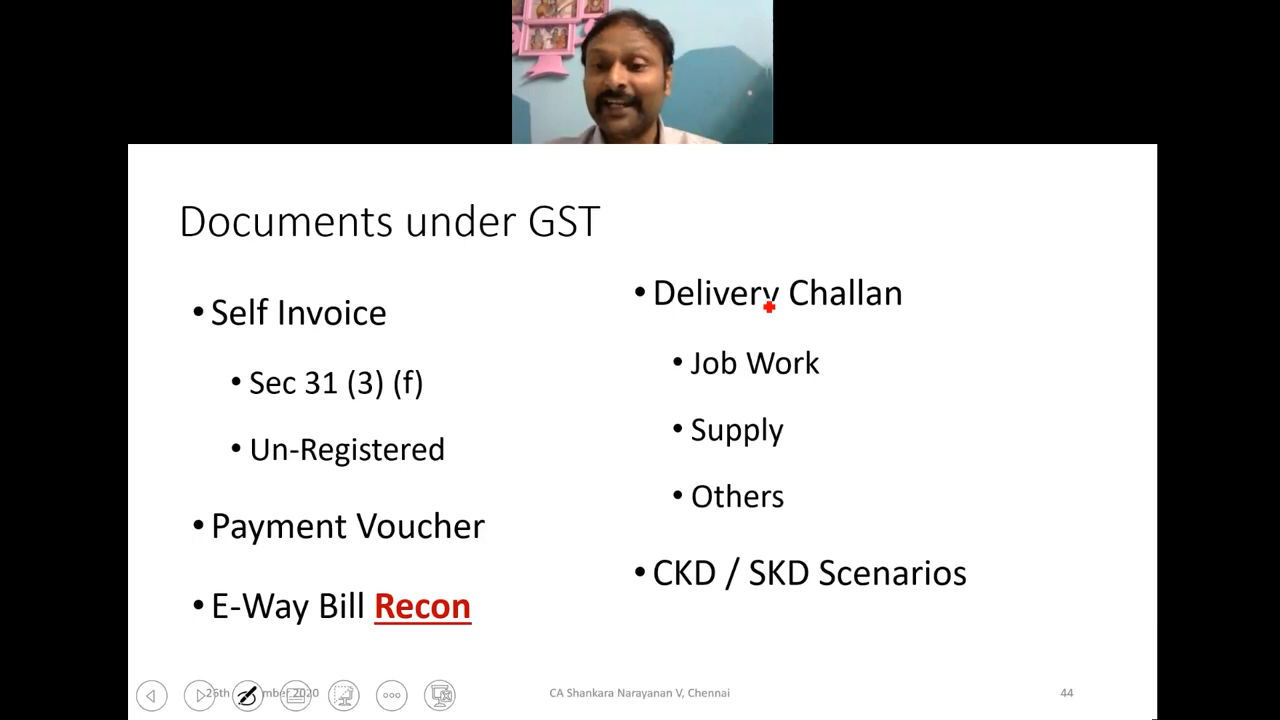 Documents under GST
• Self Invoice
• Sec 31 (3) (f)
• Un-Registered
• Payment Voucher
• E-Way Bill Recon
• Delivery Challan
• Job Work
• Supply
• Others
• CKD / SKD Scenarios
2020
CA Shankara Narayanan V, Chennai
44